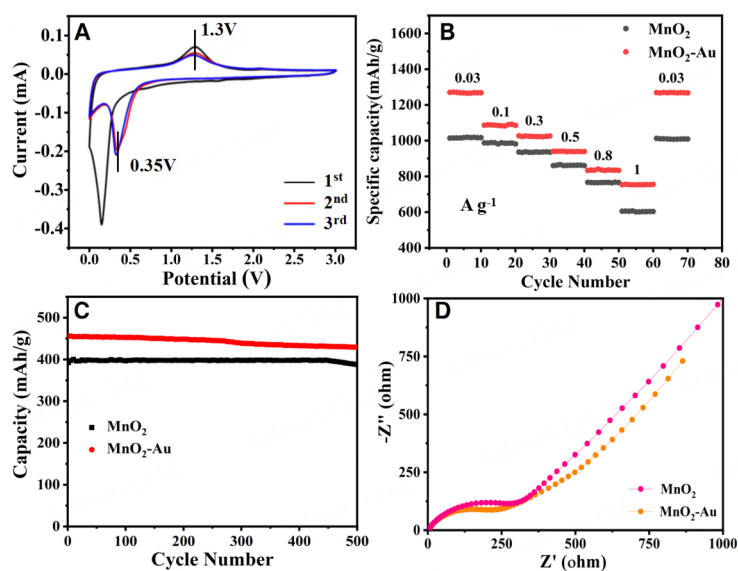 A
1.3V
0.35V
1st
2nd
3rd
Current (mA)
0.1
0.0
-0.1
-0.2
-0.3
-0.4
0.0 0.5 1.0 1.5 2.0 2.5 3.0
Potential (V)
B
MnO2
MnO2-Au
0.03 0.1 0.3 0.5 0.8 1 0.03
A g-1
Specific capacity(mAh/g)
1600
1400
1200
1000
800
600
400
0 10 20 30 40 50 60 70 80
Cycle Number
C
MnO2
MnO2-Au
Capacity (mAh/g)
500
400
300
200
100
0
0 100 200 300 400 500
Cycle Number
D
MnO2
MnO2-Au
-Z'' (ohm)
1000
750
500
250
0
0 250 500 750 1000
Z' (ohm)